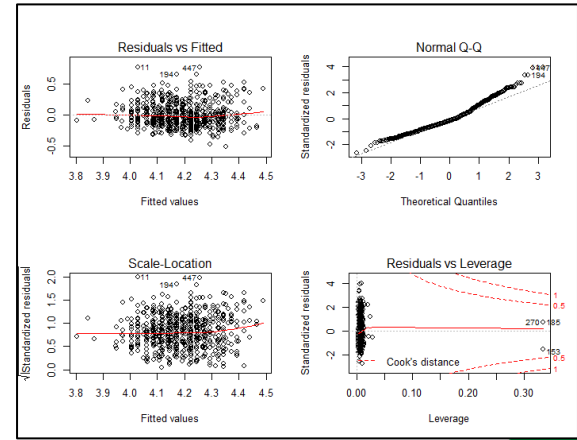 Residuals vs Fitted
Residuals
-0.5 0.0 0.5
11
194
447
3.8 3.9 4.0 4.1 4.2 4.3 4.4 4.5
Fitted values
Normal Q-Q
Standardized residuals
-2 0 2 4
194
-3 -2 -1 0 1 2 3
Theoretical Quantiles
Scale-Location
√|Standardized residuals|
0.0 0.5 1.0 1.5 2.0
11
194
447
3.8 3.9 4.0 4.1 4.2 4.3 4.4 4.5
Fitted values
Residuals vs Leverage
Standardized residuals
-2 0 2 4
1
0.5
270
185
153
0.5
1
Cook's distance
0.00 0.10 0.20 0.30
Leverage